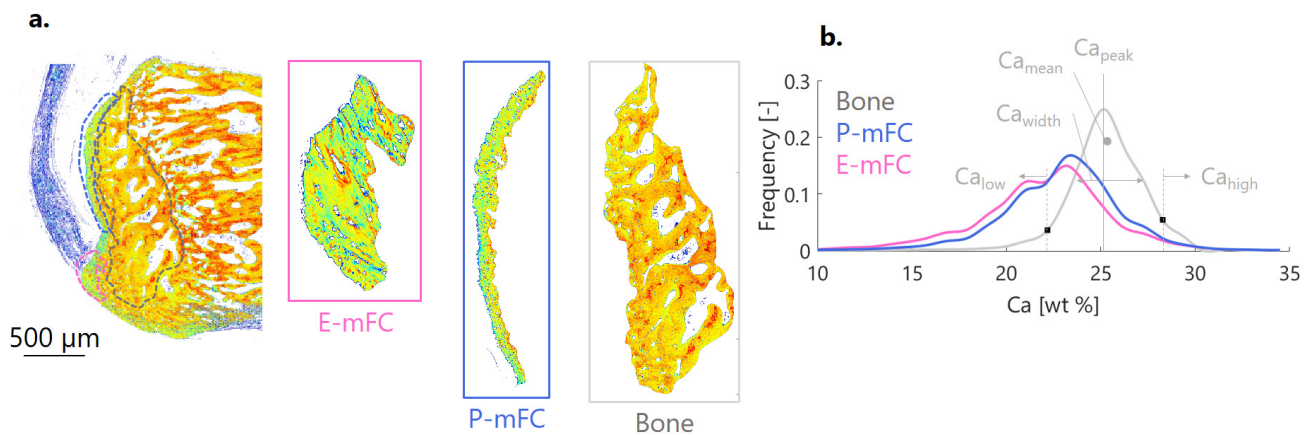 a.
500 µm
E-mFC
P-mFC
Bone
b.
Bone
P-mFC
E-mFC
Ca_peak
Ca_mean
Ca_width
Ca_low
Ca_high
Frequency [-]
0.3
0.2
0.1
0
10 15 20 25 30 35
Ca [wt %]